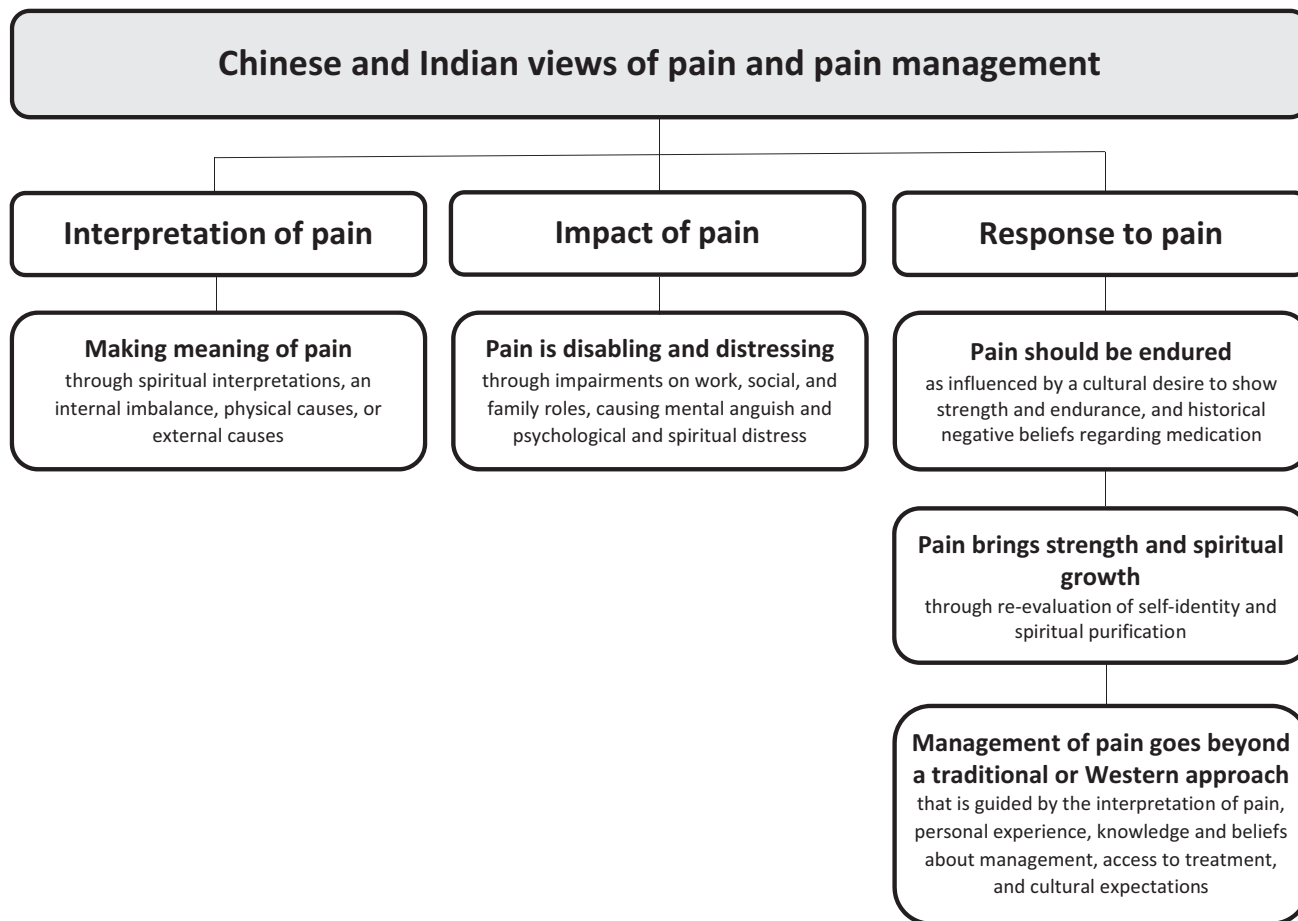 Chinese and Indian views of pain and pain management
Interpretation of pain
Making meaning of pain
through spiritual interpretations, an
internal imbalance, physical causes, or
external causes
Impact of pain
Pain is disabling and distressing
through impairments on work, social, and
family roles, causing mental anguish and
psychological and spiritual distress
Response to pain
Pain should be endured
as influenced by a cultural desire to show
strength and endurance, and historical
negative beliefs regarding medication
Pain brings strength and spiritual
growth
through re-evaluation of self-identity and
spiritual purification
Management of pain goes beyond
a traditional or Western approach
that is guided by the interpretation of pain,
personal experience, knowledge and beliefs
about management, access to treatment,
and cultural expectations